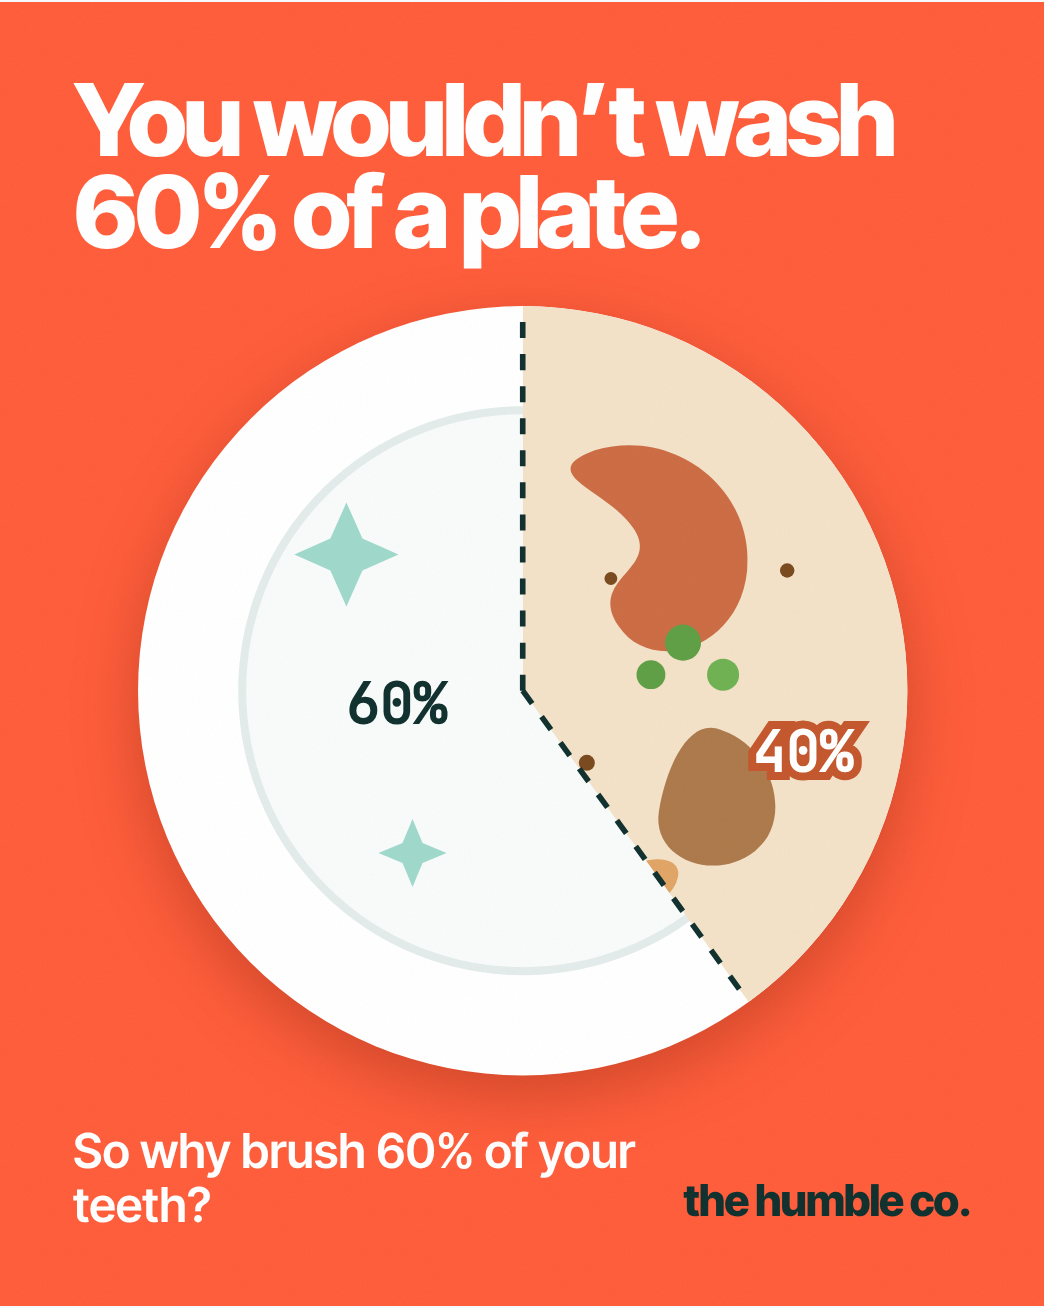 You wouldn’t wash
60% of a plate.
60%
40%
So why brush 60% of your
teeth?
the humble co.